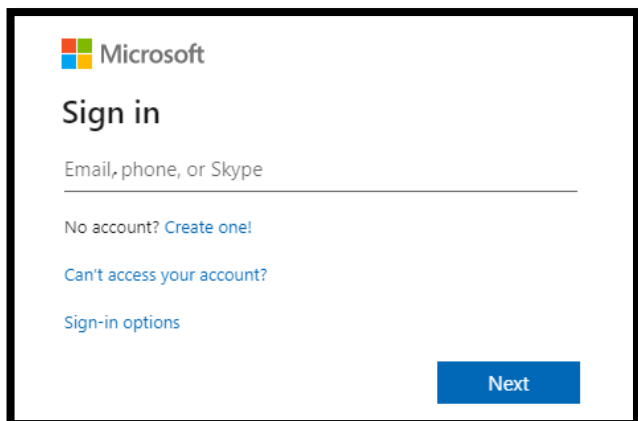 Microsoft
Sign in
Email, phone, or Skype
No account? Create one!
Can't access your account?
Sign-in options
Next